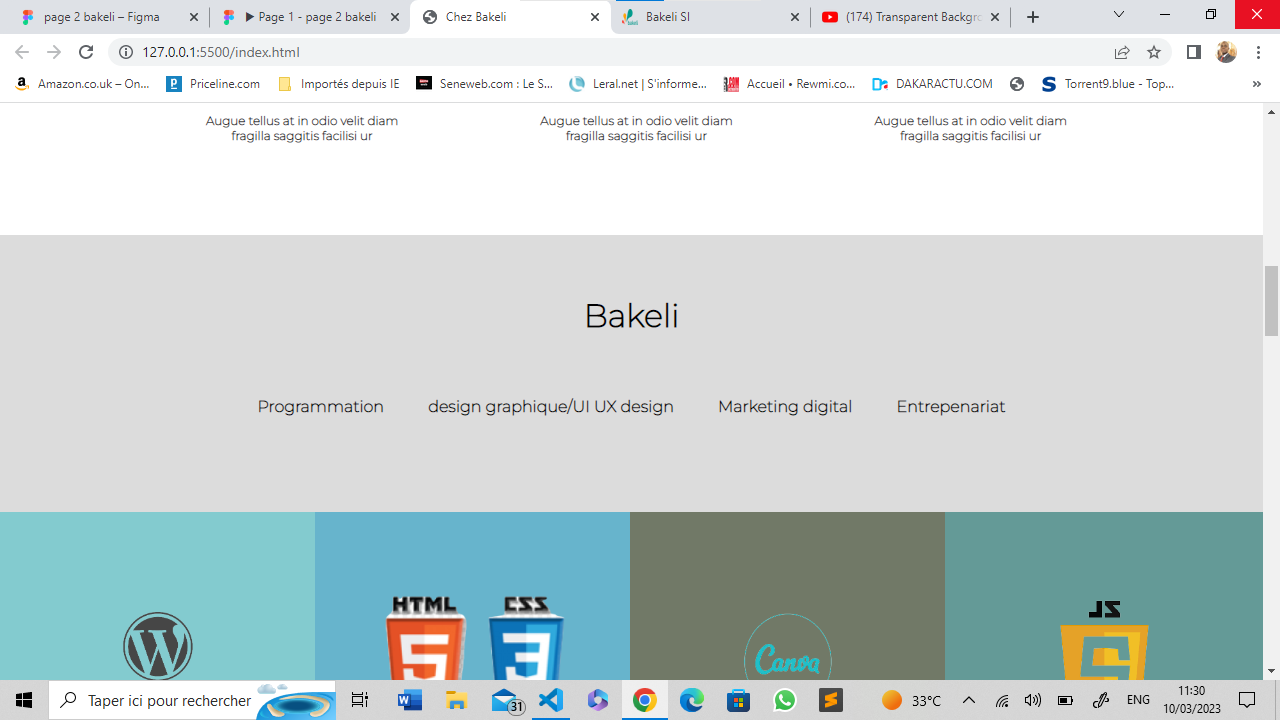 page 2 bakeli – Figma
▶ Page 1 - page 2 bakeli
Chez Bakeli
Bakeli SI
(174) Transparent Backgro
127.0.0.1:5500/index.html
Amazon.co.uk – On...
Priceline.com
Importés depuis IE
Seneweb.com : Le S...
Leral.net | S'informe...
Accueil • Rewmi.co...
DAKARACTU.COM
Torrent9.blue - Top...
»
Augue tellus at in odio velit diam
fragilla saggitis facilisi ur
Augue tellus at in odio velit diam
fragilla saggitis facilisi ur
Augue tellus at in odio velit diam
fragilla saggitis facilisi ur
Bakeli
Programmation
design graphique/UI UX design
Marketing digital
Entrepenariat
HTML
5
CSS
3
Canva
JS
Taper ici pour rechercher
31
33°C
ENG
11:30
10/03/2023